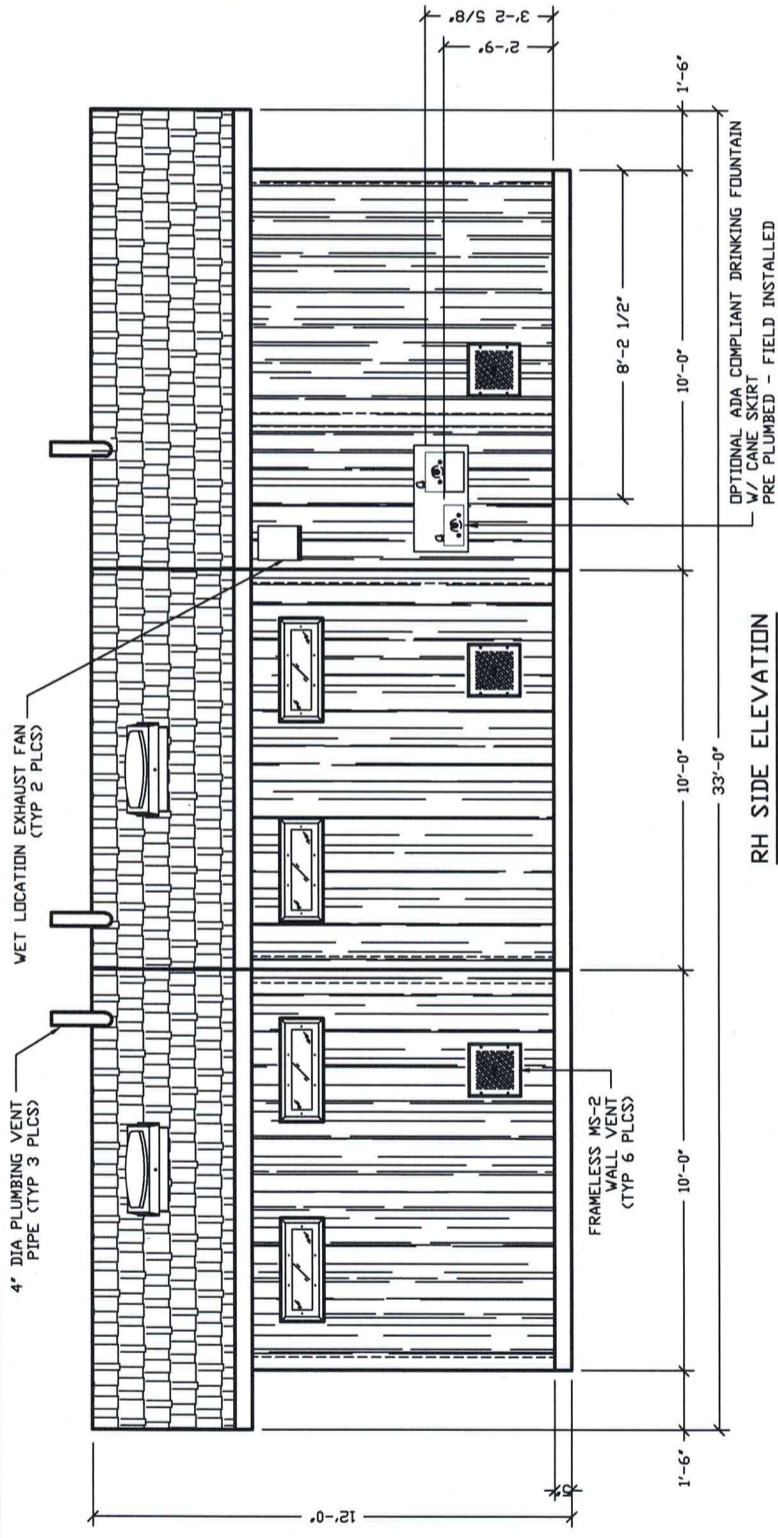 4" DIA PLUMBING VENT
PIPE (TYP 3 PLCS)
WET LOCATION EXHAUST FAN
(TYP 2 PLCS)
12'-0"
5"
3'-2 5/8"
2'-9"
FRAMELESS MS-2
WALL VENT
(TYP 6 PLCS)
8'-2 1/2"
1'-6"
10'-0"
10'-0"
10'-0"
1'-6"
33'-0"
OPTIONAL ADA COMPLIANT DRINKING FOUNTAIN
W/ CANE SKIRT
PRE PLUMBED - FIELD INSTALLED
RH SIDE ELEVATION